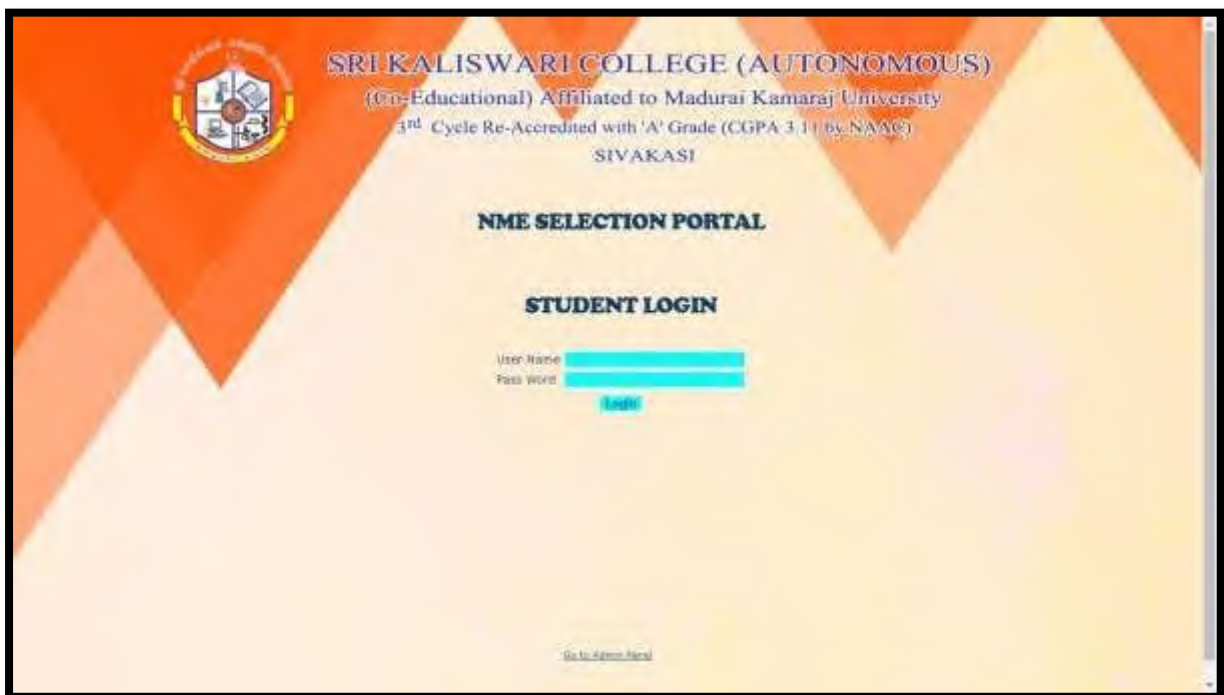 SRI KALISWARI COLLEGE (AUTONOMOUS)
(Co-Educational) Affiliated to Madurai Kamaraj University
3rd Cycle Re-Accredited with 'A' Grade (CGPA 3.11 by NAAC)
SIVAKASI
NME SELECTION PORTAL
STUDENT LOGIN
User Name
Pass Word
Login
Go to Admin Panel